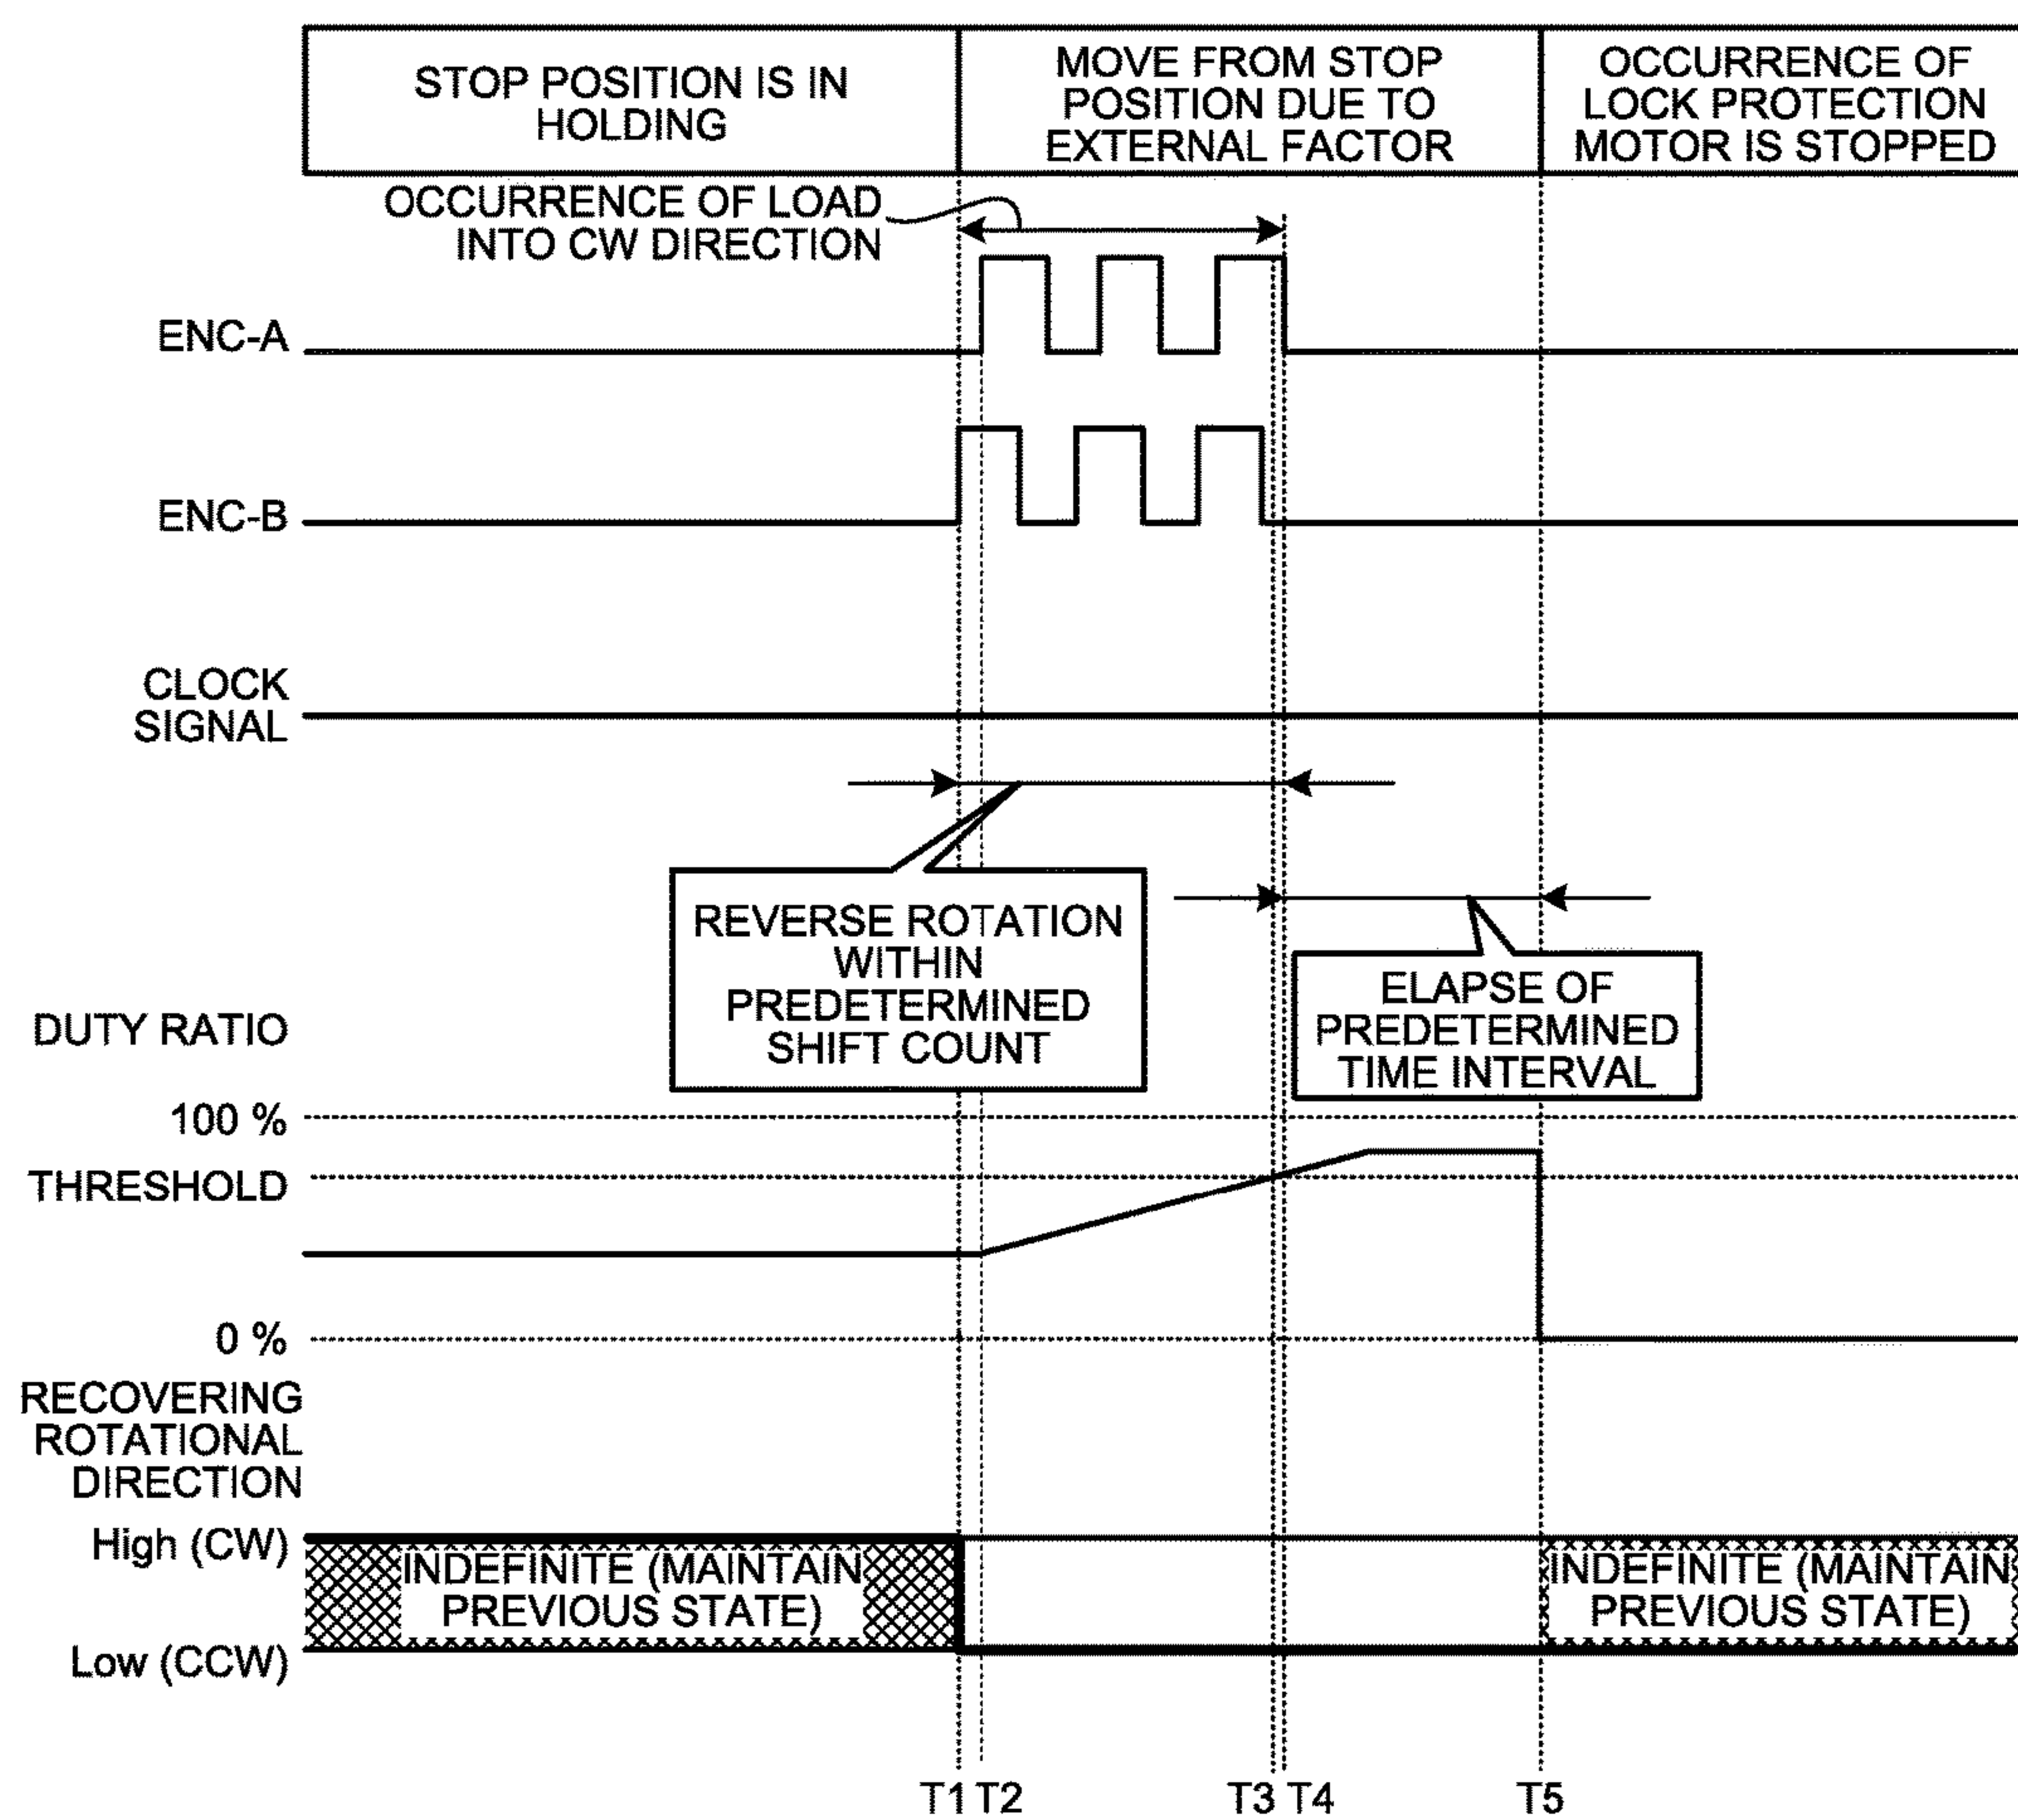 STOP POSITION IS IN
HOLDING
MOVE FROM STOP
POSITION DUE TO
EXTERNAL FACTOR
OCCURRENCE OF
LOCK PROTECTION
MOTOR IS STOPPED
OCCURRENCE OF LOAD
INTO CW DIRECTION
ENC-A
ENC-B
CLOCK
SIGNAL
REVERSE ROTATION
WITHIN
PREDETERMINED
SHIFT COUNT
ELAPSE OF
PREDETERMINED
TIME INTERVAL
DUTY RATIO
100 %
THRESHOLD
0 %
RECOVERING
ROTATIONAL
DIRECTION
High (CW)
INDEFINITE (MAINTAIN
PREVIOUS STATE)
INDEFINITE (MAINTAIN
PREVIOUS STATE)
Low (CCW)
T1 T2 T3 T4 T5